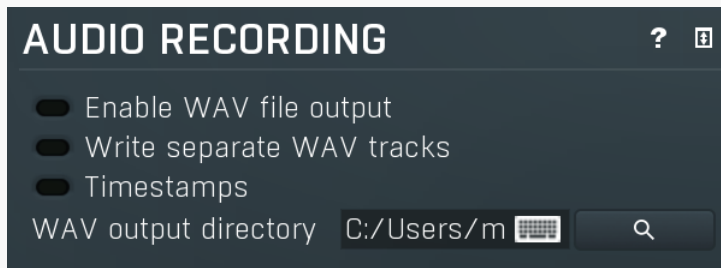 AUDIO RECORDING ?
Enable WAV file output
Write separate WAV tracks
Timestamps
WAV output directory C:/Users/m